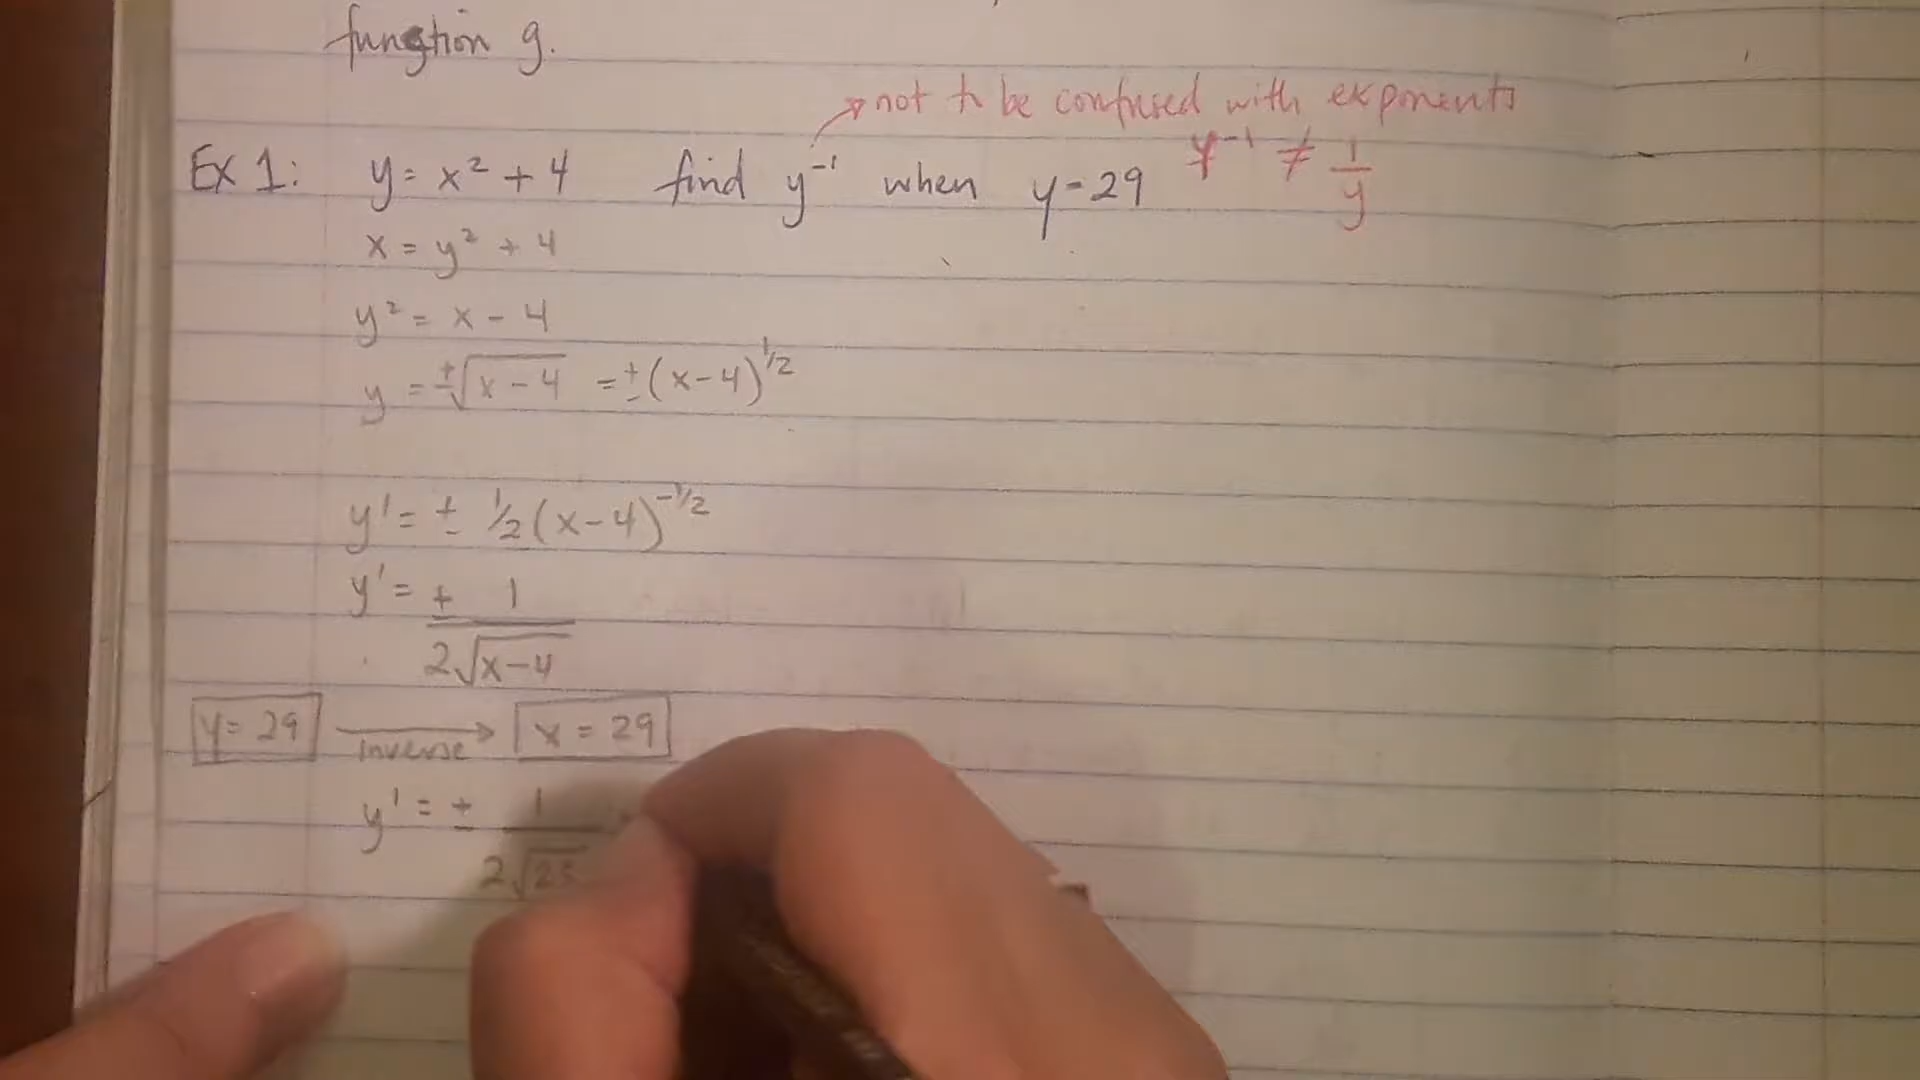 function g.
not to be confused with exponents
Ex 1: y = x² + 4 find y⁻¹ when y = 29 y⁻¹ ≠ 1/y
x = y² + 4
y² = x - 4
y = ±√(x - 4) = ±(x - 4)^1/2
y' = ± 1/2 (x - 4)^-1/2
y' = ± 1 / 2√(x - 4)
y = 29 inverse x = 29
y' = ± 1 / 2√25